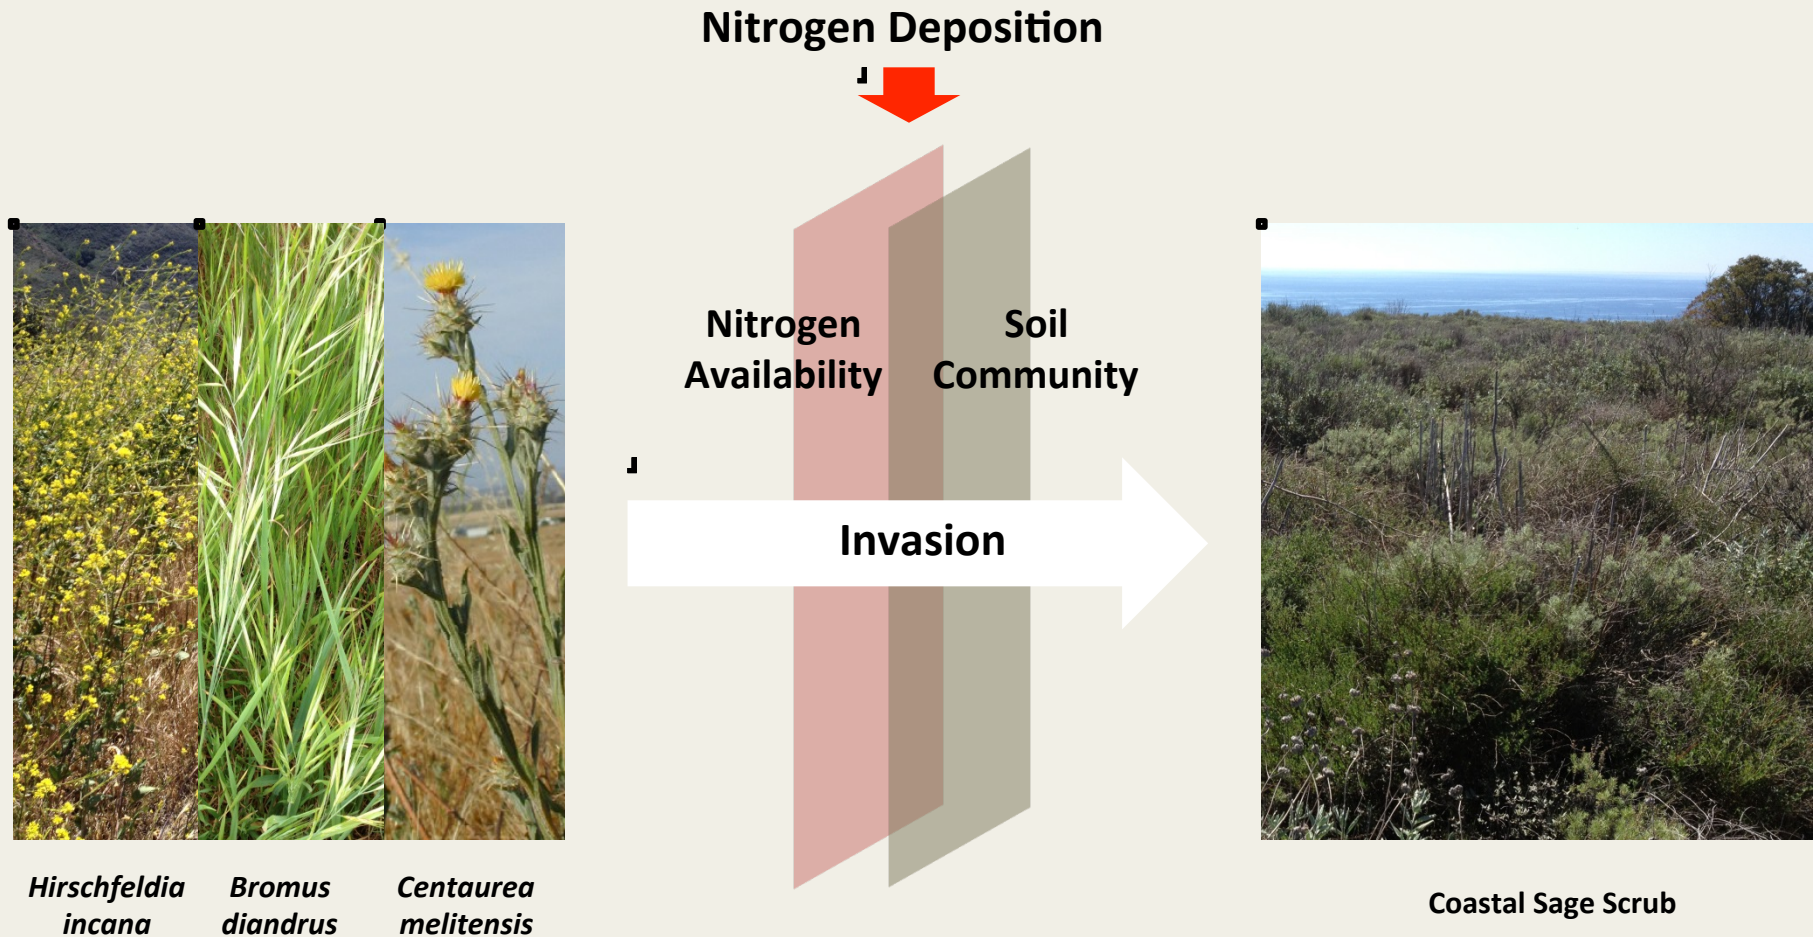 Nitrogen Deposition
Nitrogen
Availability
Soil
Community
Invasion
Hirschfeldia
incana
Bromus
diandrus
Centaurea
melitensis
Coastal Sage Scrub